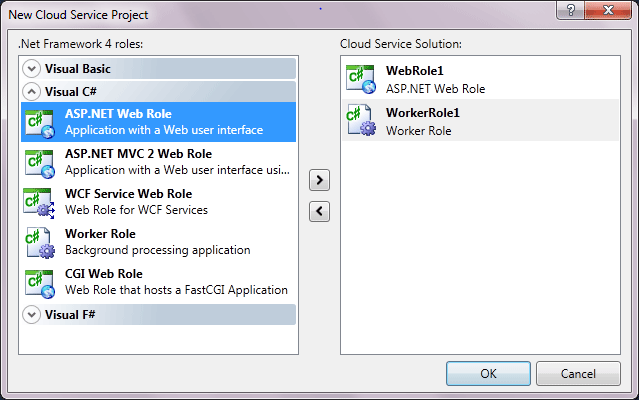 New Cloud Service Project
?
.Net Framework 4 roles:
Visual Basic
Visual C#
ASP.NET Web Role
Application with a Web user interface
ASP.NET MVC 2 Web Role
Application with a Web user interface usi...
WCF Service Web Role
Web Role for WCF Services
Worker Role
Background processing application
CGI Web Role
Web Role that hosts a FastCGI Application
Visual F#
>
<
Cloud Service Solution:
WebRole1
ASP.NET Web Role
WorkerRole1
Worker Role
OK
Cancel